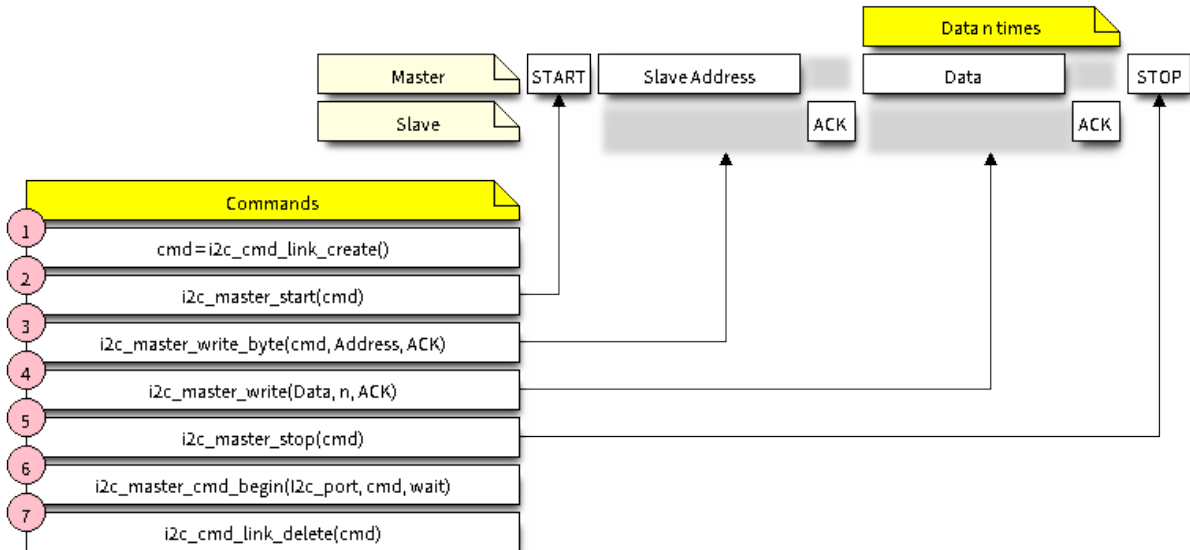 Data n times
Master
START
Slave Address
Data
STOP
Slave
ACK
ACK
Commands
1
cmd=i2c_cmd_link_create()
2
i2c_master_start(cmd)
3
i2c_master_write_byte(cmd, Address, ACK)
4
i2c_master_write(Data, n, ACK)
5
i2c_master_stop(cmd)
6
i2c_master_cmd_begin(I2c_port, cmd, wait)
7
i2c_cmd_link_delete(cmd)